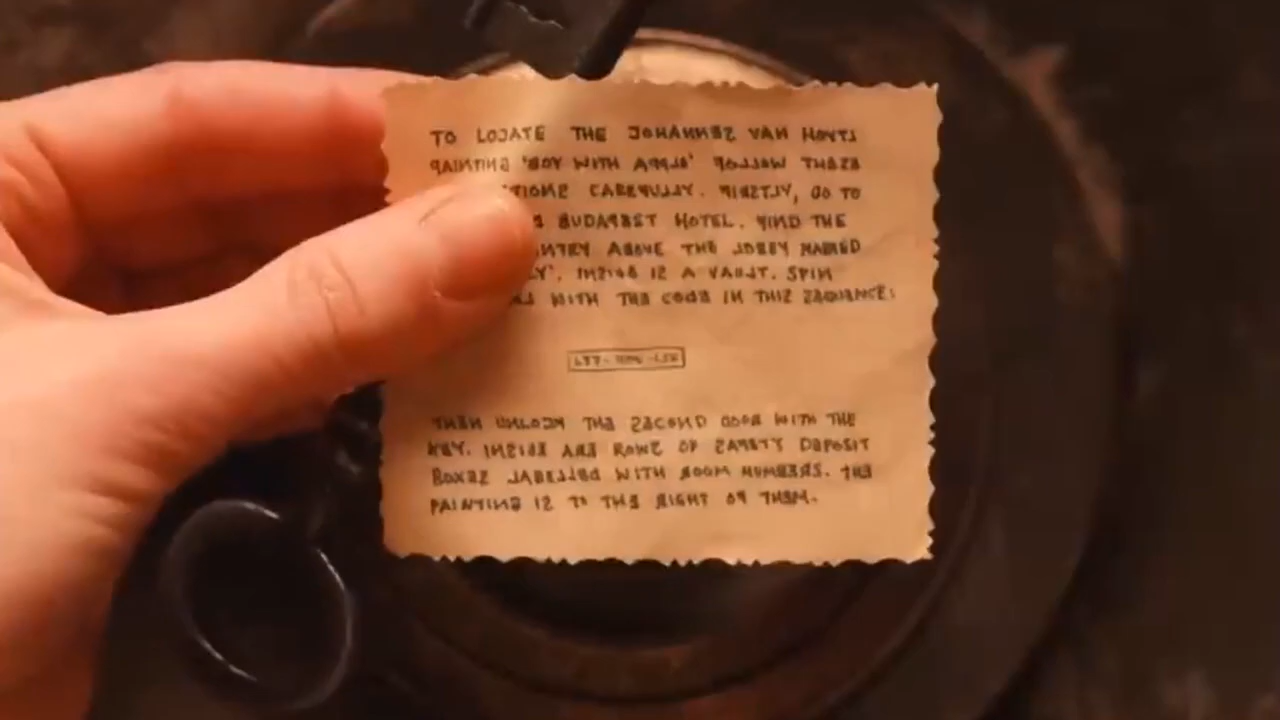 TO LOCATE THE JOHANNES VAN HOYTL
PAINTING 'BOY WITH APPLE' FOLLOW THESE
TIONS CAREFULLY. FIRSTLY, GO TO
BUDAPEST HOTEL. FIND THE
NTRY ABOVE THE LOBBY MARKED
LY'. INSIDE IS A VAULT. SPIN
WITH THE CODE IN THIS SEQUENCE:
THEN UNLOCK THE SECOND DOOR WITH THE
KEY. INSIDE ARE ROWS OF SAFETY DEPOSIT
BOXES LABELLED WITH ROOM NUMBERS. THE
PAINTING IS TO THE RIGHT OF THEM.